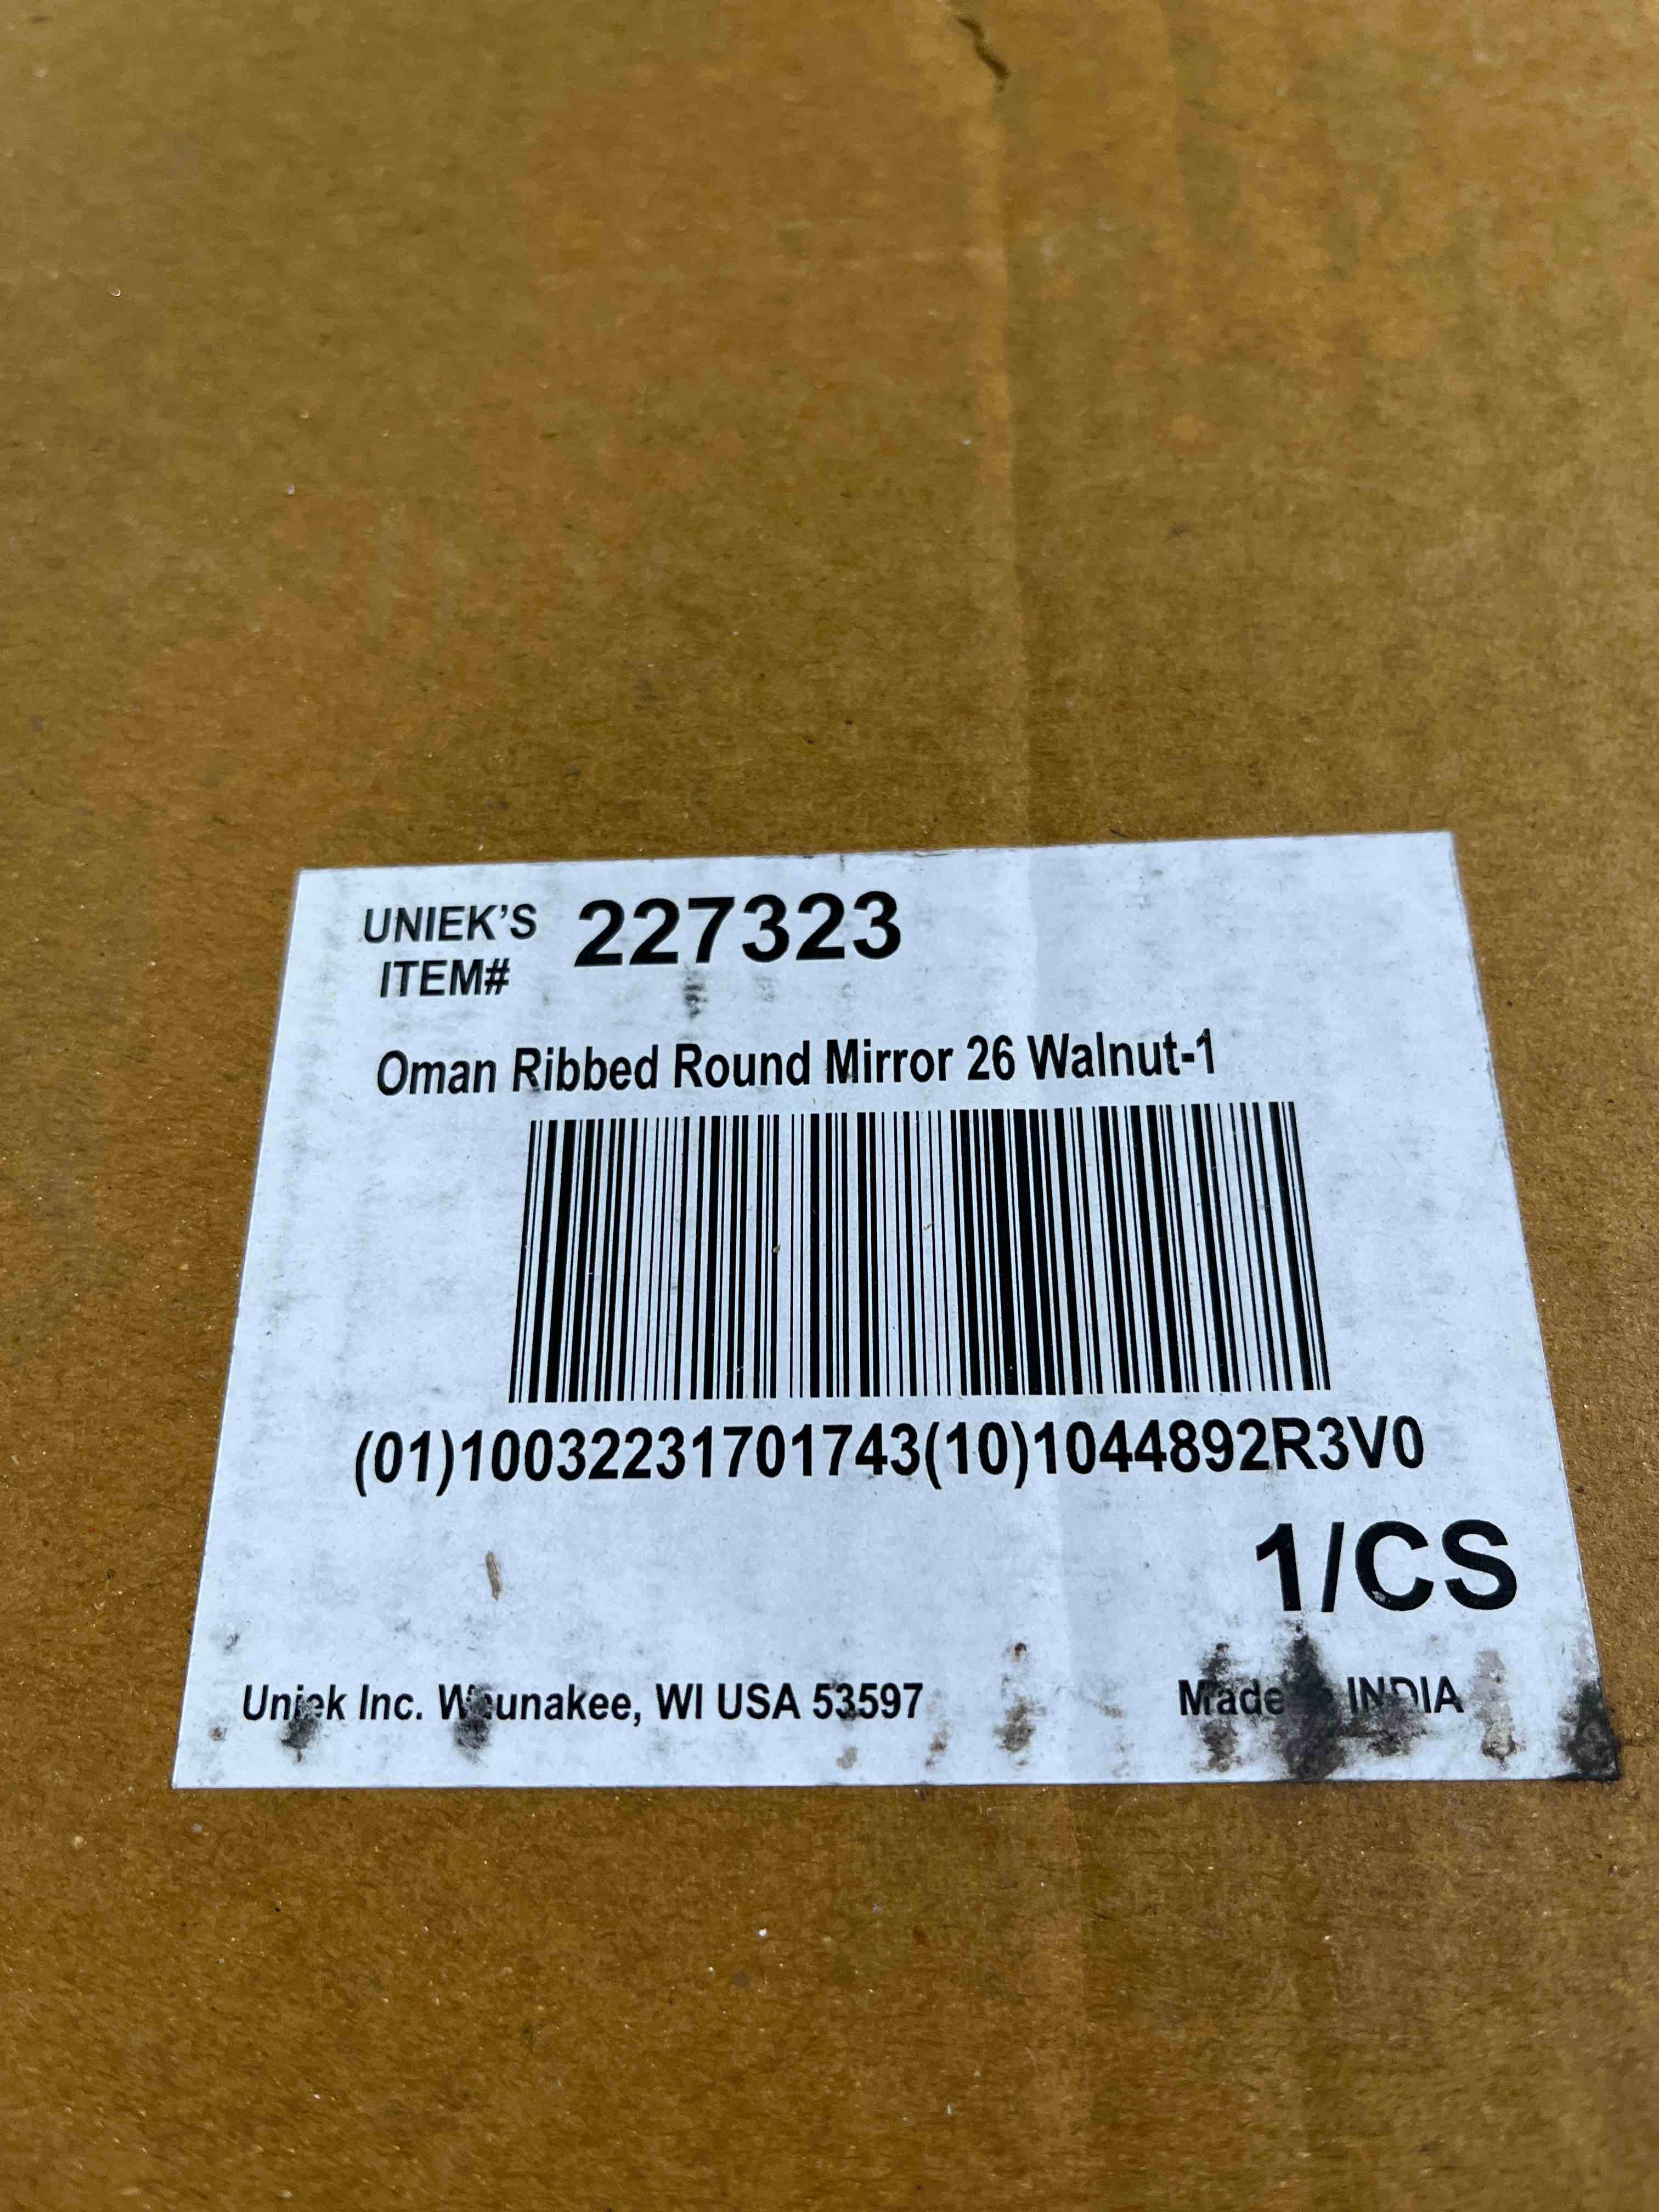 UNIEK'S 227323
ITEM#
Oman Ribbed Round Mirror 26 Walnut-1
(01)10032231701743(10)1044892R3V0
1/CS
Uniek Inc. Waunakee, WI USA 53597
Made INDIA